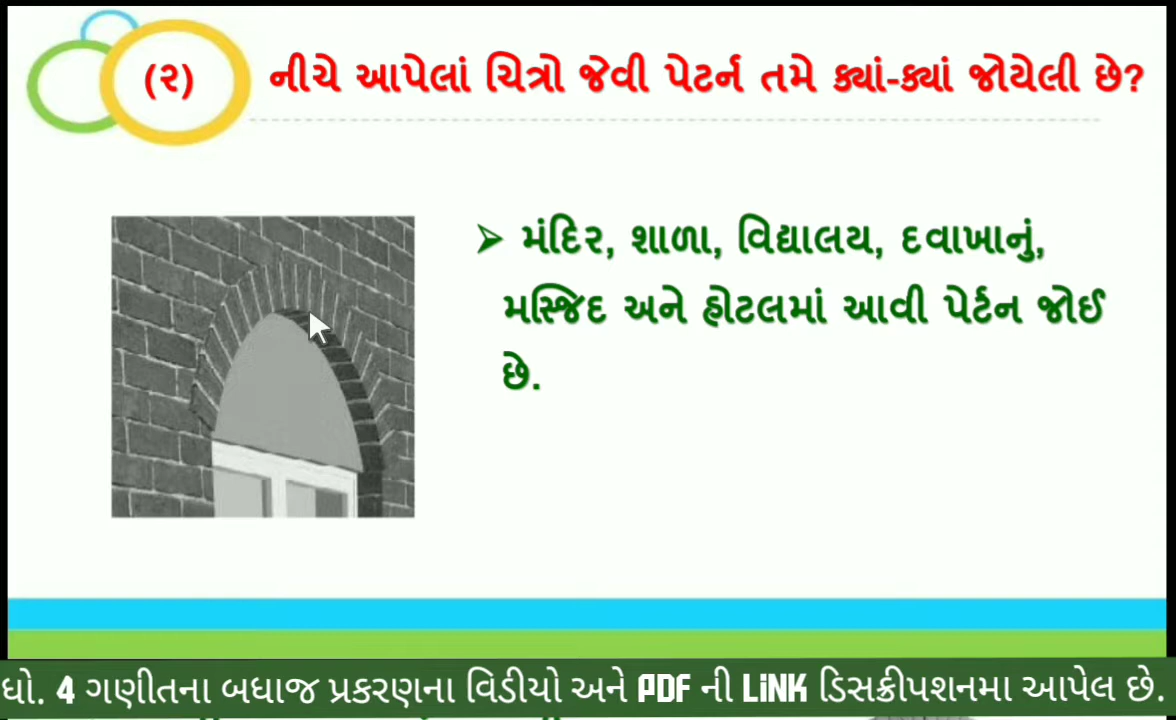 (૨) નીચે આપેલાં ચિત્રો જેવી પેટર્ન તમે ક્યાં-ક્યાં જોયેલી છે?
➢ મંદિર, શાળા, વિદ્યાલય, દવાખાનું,
મસ્જિદ અને હોટલમાં આવી પેર્ટન જોઈ
છે.
ધો. 4 ગણીતના બધાજ પ્રકરણના વિડીયો અને PDF ની LiNK ડિસક્રીપશનમા આપેલ છે.